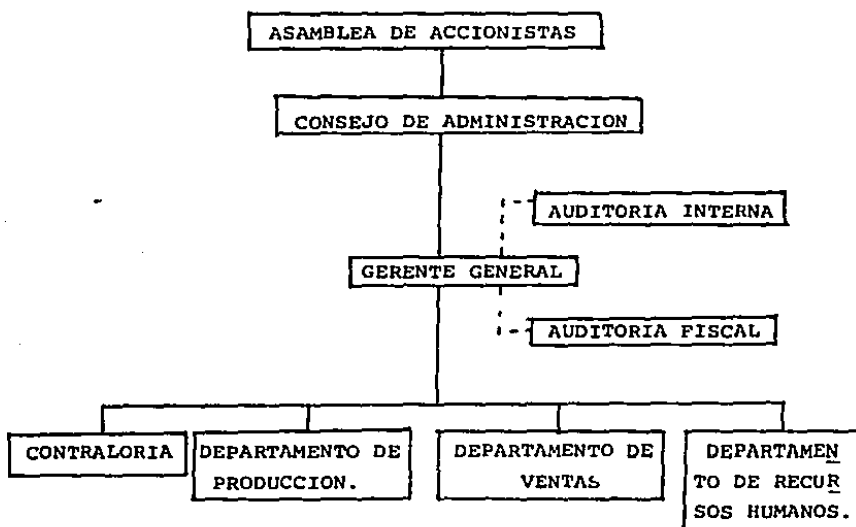 ASAMBLEA DE ACCIONISTAS
CONSEJO DE ADMINISTRACION
AUDITORIA INTERNA
GERENTE GENERAL
AUDITORIA FISCAL
CONTRALORIA
DEPARTAMENTO DE
PRODUCCION.
DEPARTAMENTO DE
VENTAS
DEPARTAMEN
TO DE RECUR
SOS HUMANOS.